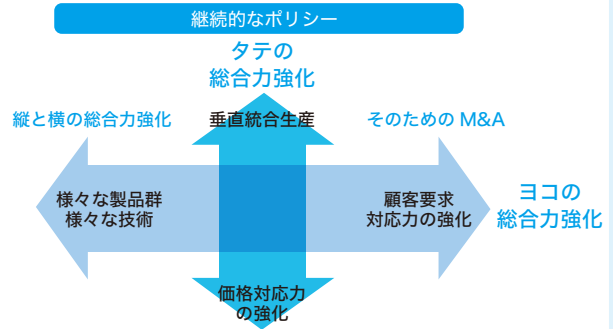 継続的なポリシー
タテの
総合力強化
縦と横の総合力強化
垂直統合生産
そのための M&A
様々な製品群
様々な技術
顧客要求
対応力の強化
ヨコの
総合力強化
価格対応力
の強化